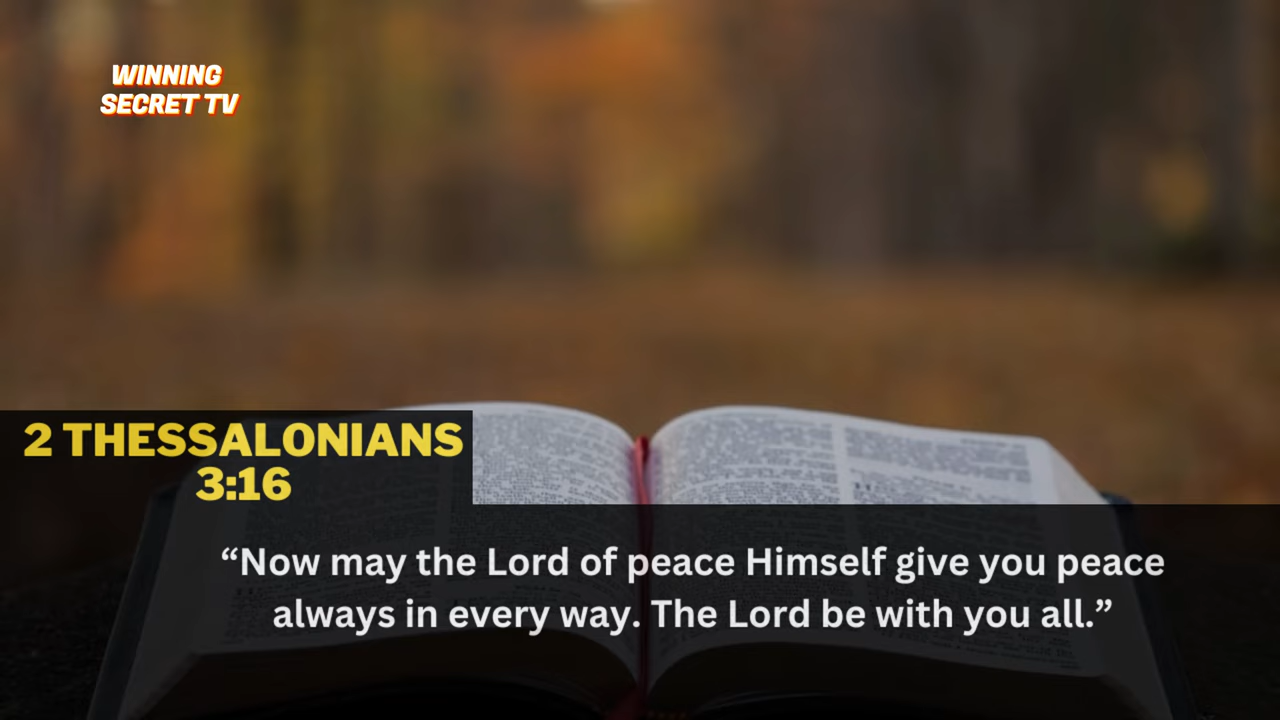 WINNING
SECRET TV
2 THESSALONIANS
3:16
“Now may the Lord of peace Himself give you peace
always in every way. The Lord be with you all.”